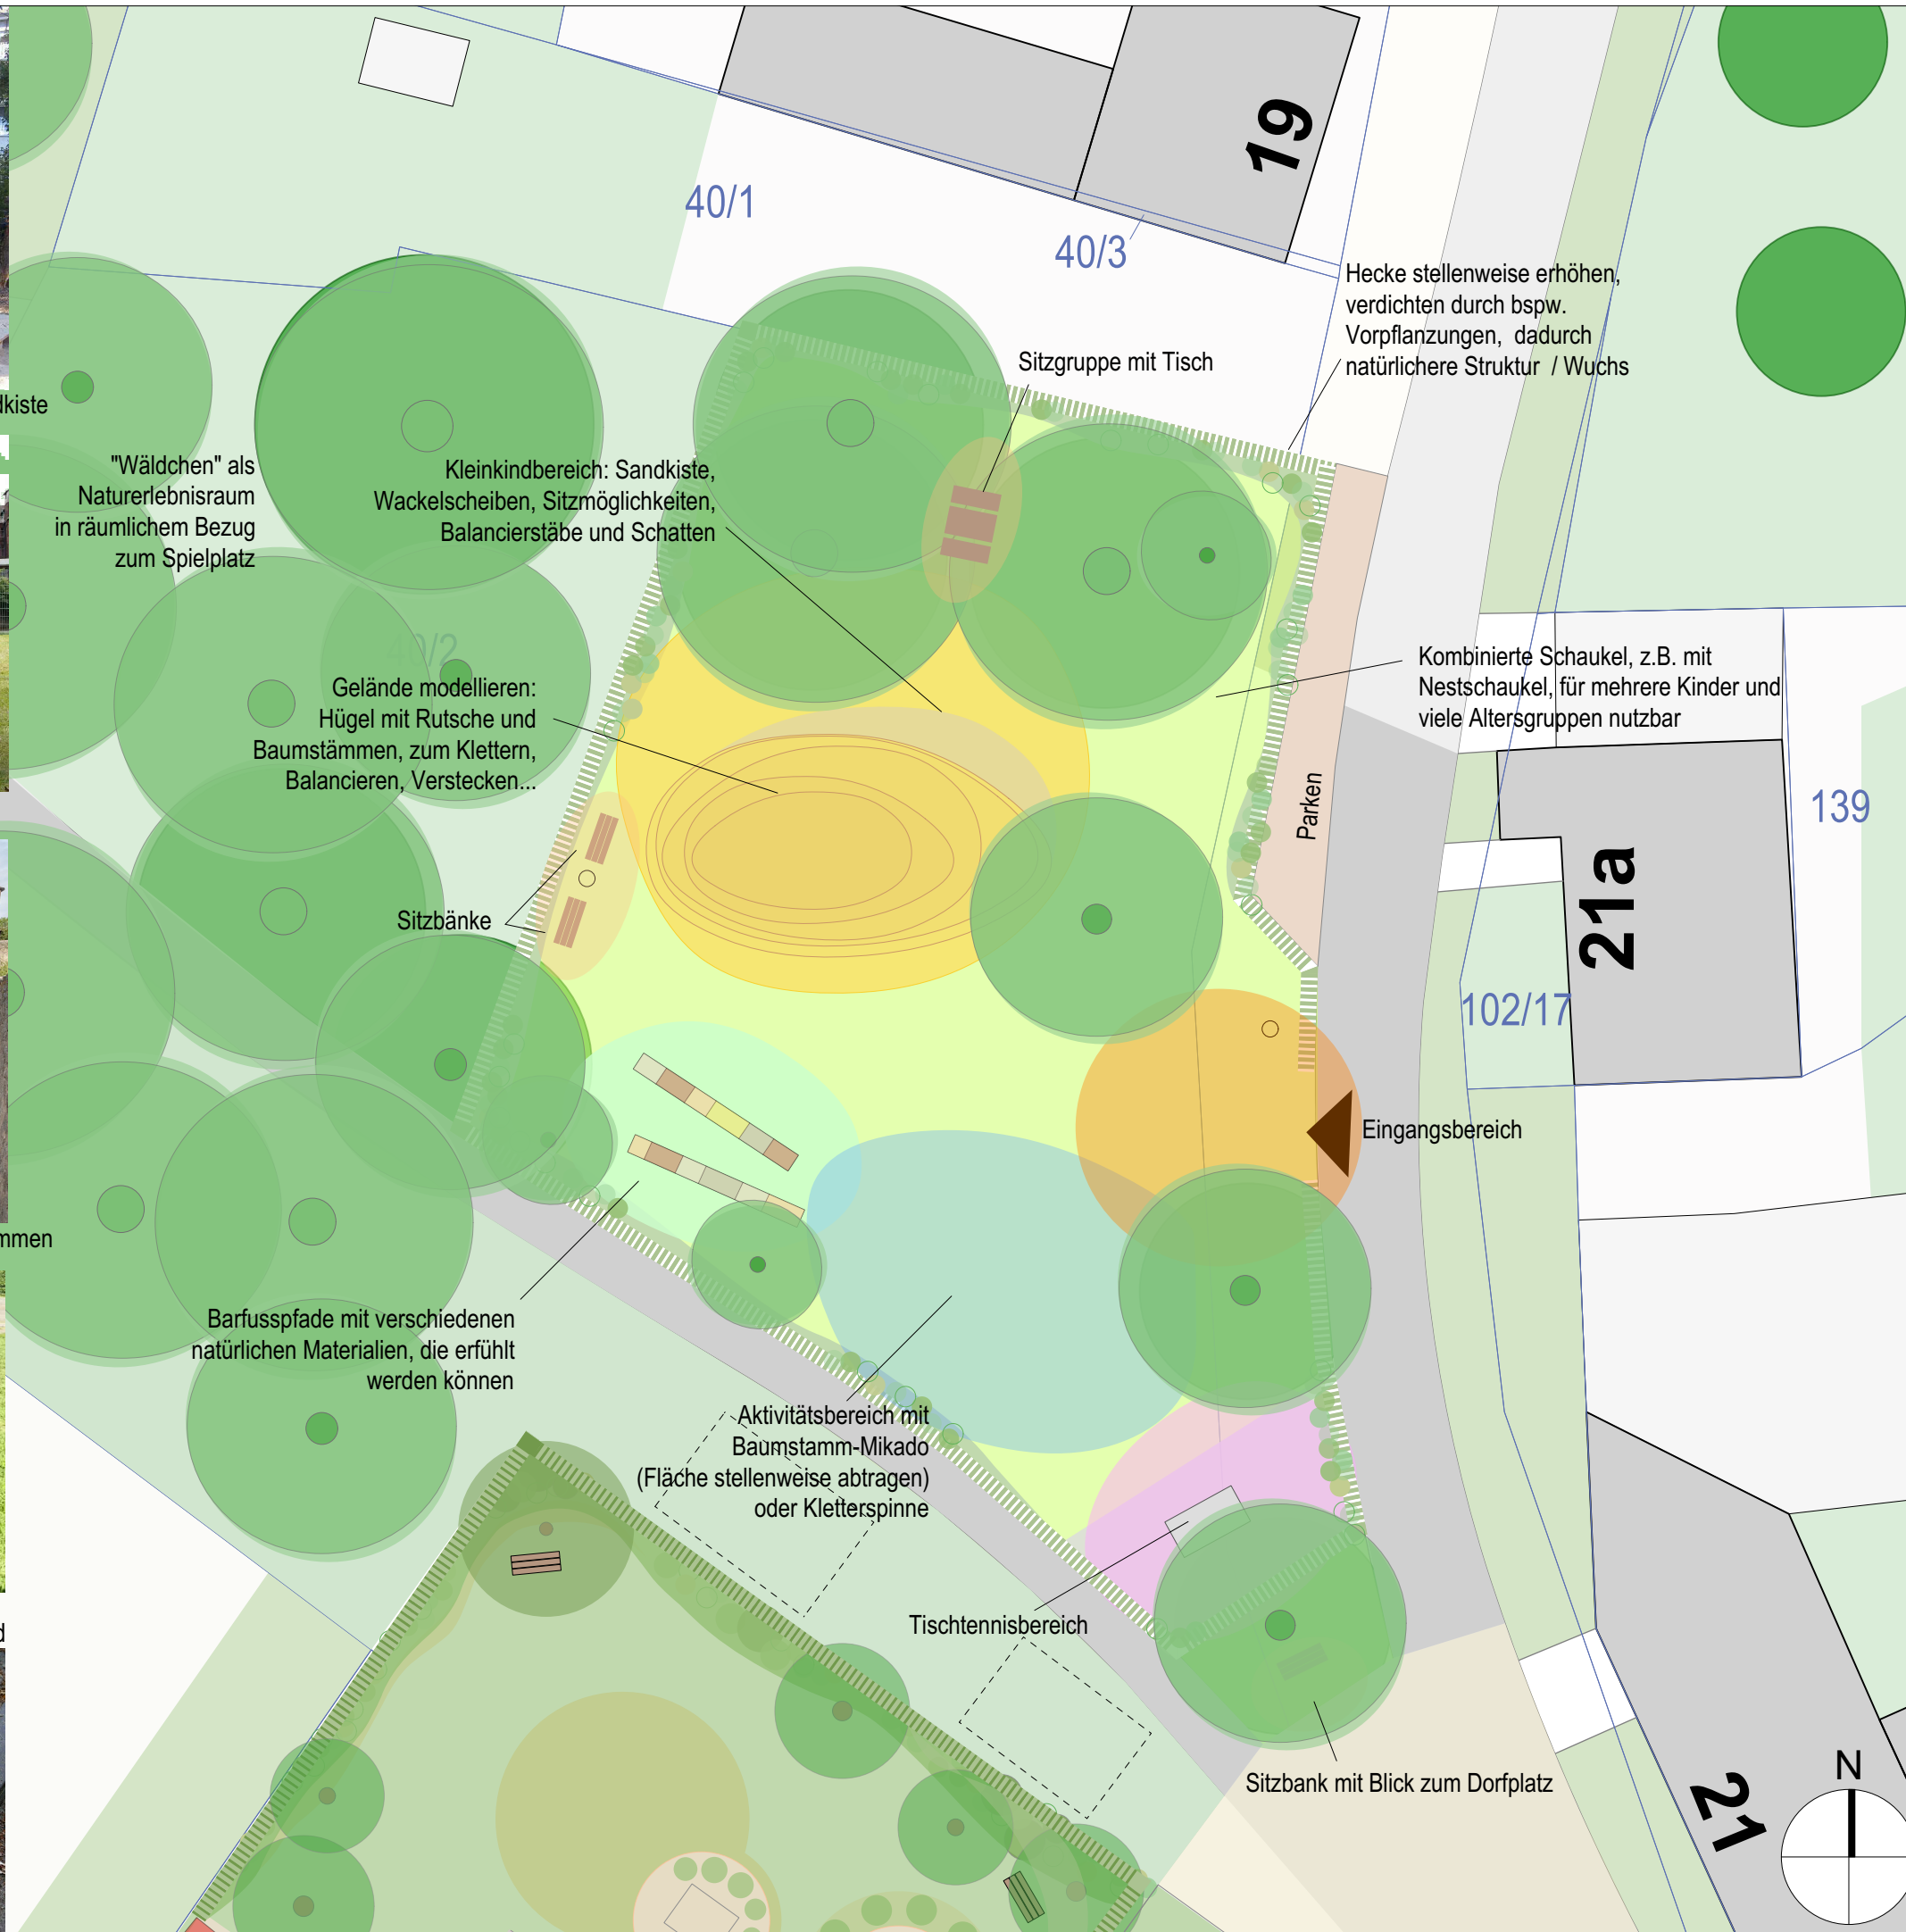 19
40/1
40/3
Hecke stellenweise erhöhen,
verdichten durch bspw.
Vorpflanzungen, dadurch
natürlichere Struktur / Wuchs
Sitzgruppe mit Tisch
"Wäldchen" als
Naturerlebnisraum
in räumlichem Bezug
zum Spielplatz
Kleinkindbereich: Sandkiste,
Wackelscheiben, Sitzmöglichkeiten,
Balancierstäbe und Schatten
40/2
Kombinierte Schaukel, z.B. mit
Nestschaukel, für mehrere Kinder und
viele Altersgruppen nutzbar
Gelände modellieren:
Hügel mit Rutsche und
Baumstämmen, zum Klettern,
Balancieren, Verstecken...
Parken
139
21a
Sitzbänke
102/17
Eingangsbereich
Barfusspfade mit verschiedenen
natürlichen Materialien, die erfühlt
werden können
Aktivitätsbereich mit
Baumstamm-Mikado
(Fläche stellenweise abtragen)
oder Kletterspinne
Tischtennisbereich
Sitzbank mit Blick zum Dorfplatz
21
N